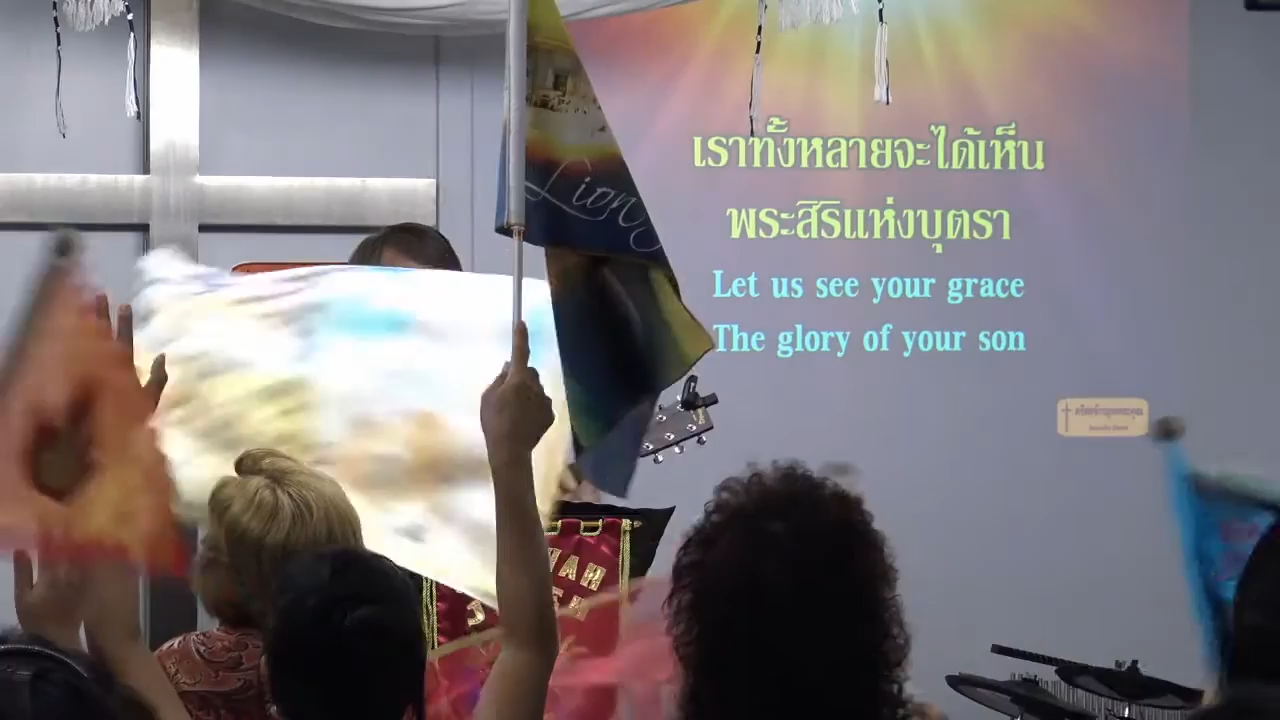 เราทั้งหลายจะได้เห็น
พระสิริแห่งบุตรา
Let us see your grace
The glory of your son
Lion